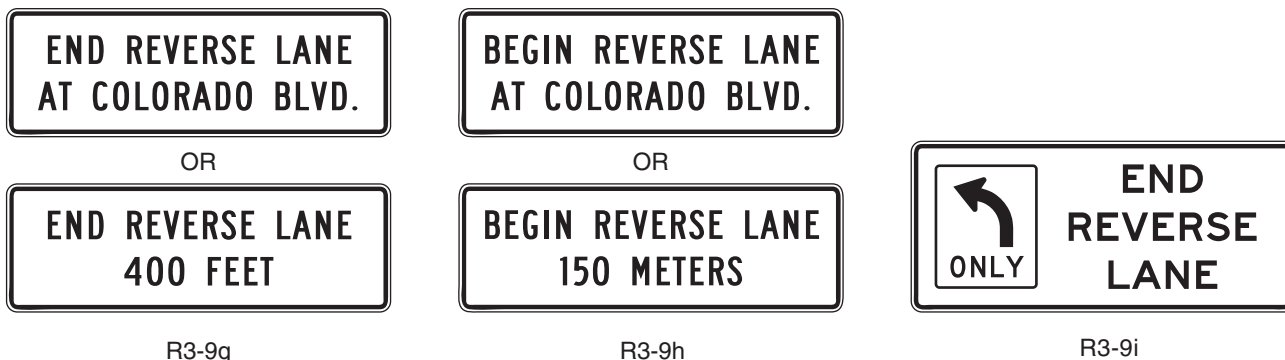 END REVERSE LANE
AT COLORADO BLVD.
OR
END REVERSE LANE
400 FEET
R3-9g
BEGIN REVERSE LANE
AT COLORADO BLVD.
OR
BEGIN REVERSE LANE
150 METERS
R3-9h
ONLY
END
REVERSE
LANE
R3-9i